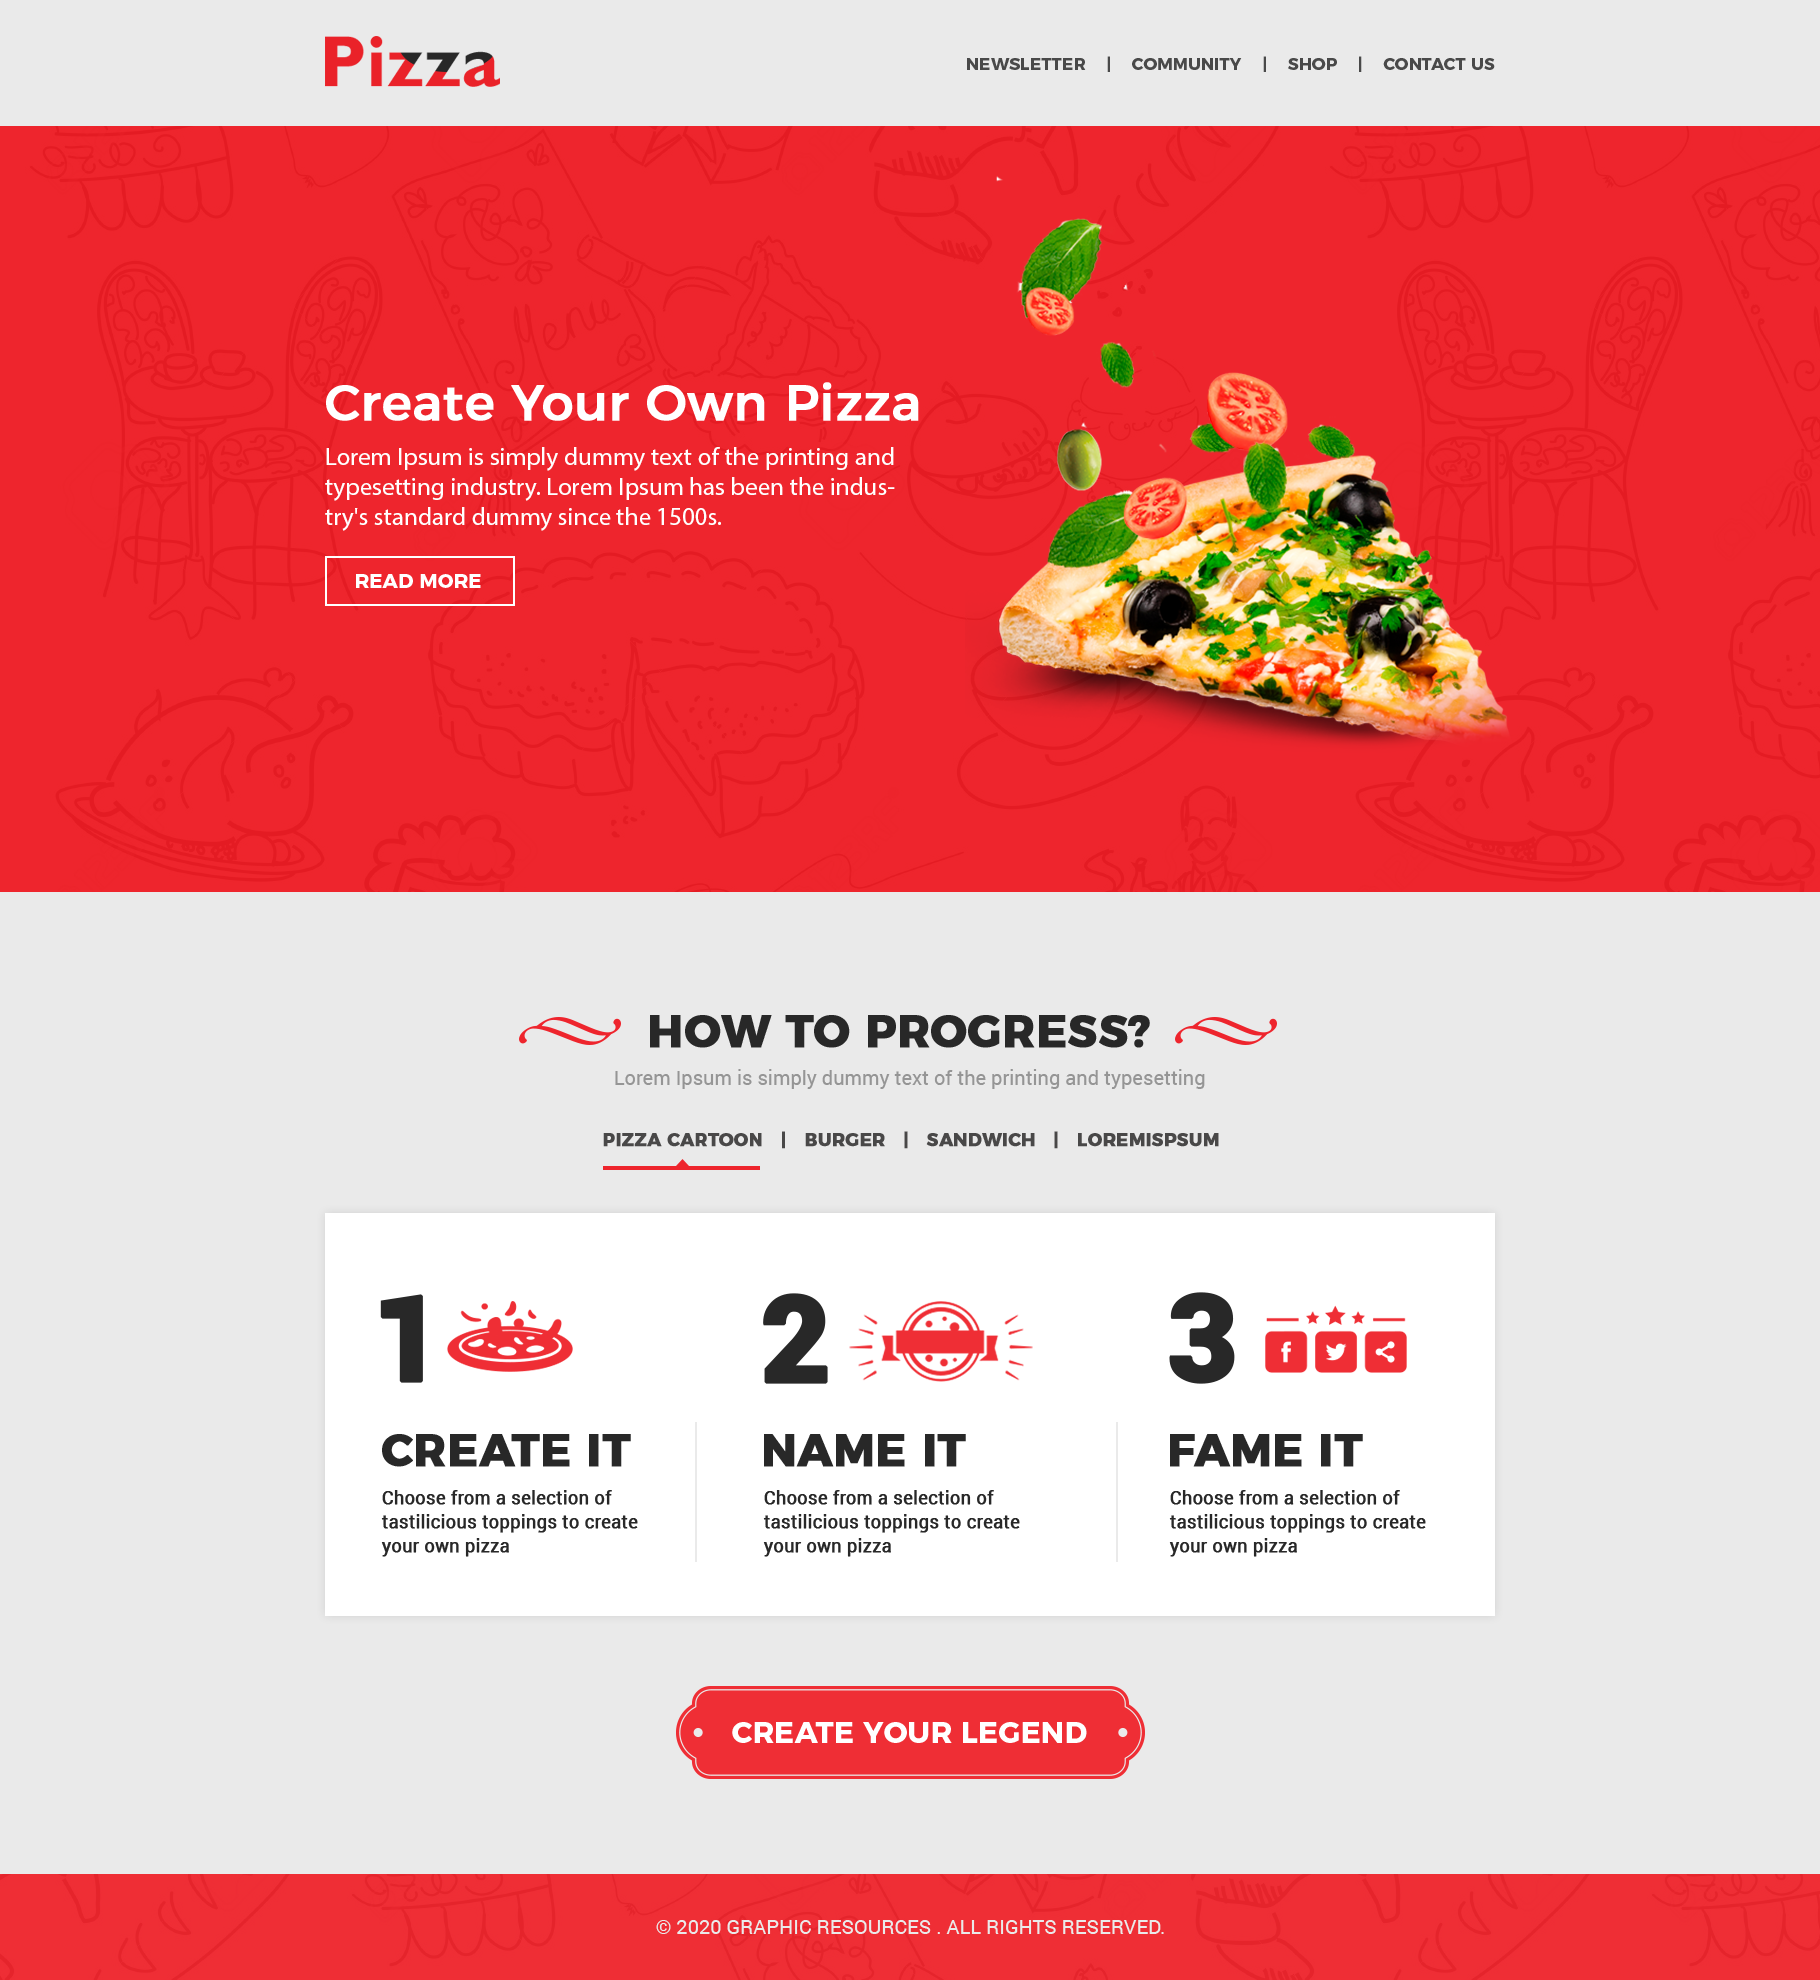 Pizza
NEWSLETTER | COMMUNITY | SHOP | CONTACT US
Menu
Create Your Own Pizza
Lorem Ipsum is simply dummy text of the printing and
typesetting industry. Lorem Ipsum has been the indus-
try's standard dummy since the 1500s.
READ MORE
HOW TO PROGRESS?
Lorem Ipsum is simply dummy text of the printing and typesetting
PIZZA CARTOON | BURGER | SANDWICH | LOREMISPSUM
1
2
3
CREATE IT
Choose from a selection of
tastilicious toppings to create
your own pizza
NAME IT
Choose from a selection of
tastilicious toppings to create
your own pizza
FAME IT
Choose from a selection of
tastilicious toppings to create
your own pizza
CREATE YOUR LEGEND
© 2020 GRAPHIC RESOURCES . ALL RIGHTS RESERVED.